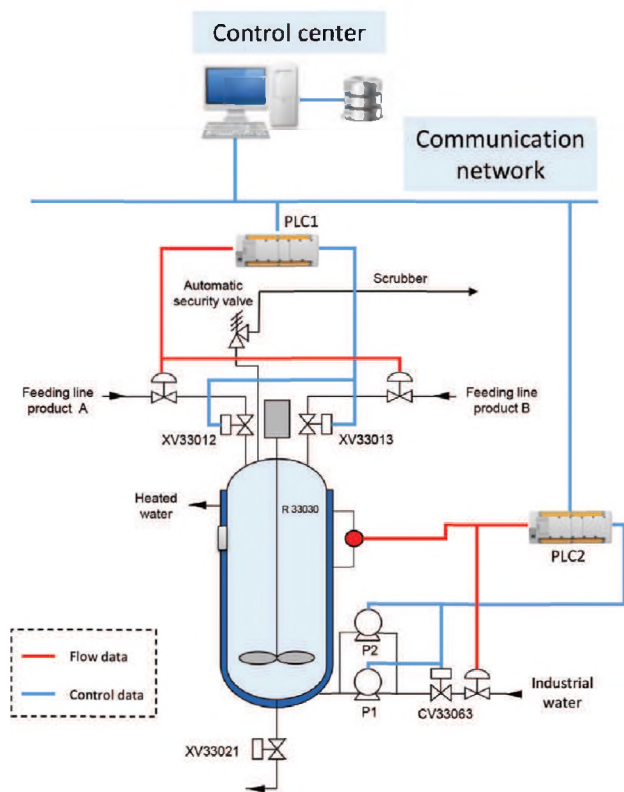 Control center
Communication
network
PLC1
Automatic
security valve
Scrubber
Feeding line
product A
Feeding line
product B
XV33012
XV33013
Heated
water
R 33030
PLC2
P2
Flow data
Control data
P1
CV33063
Industrial
water
XV33021